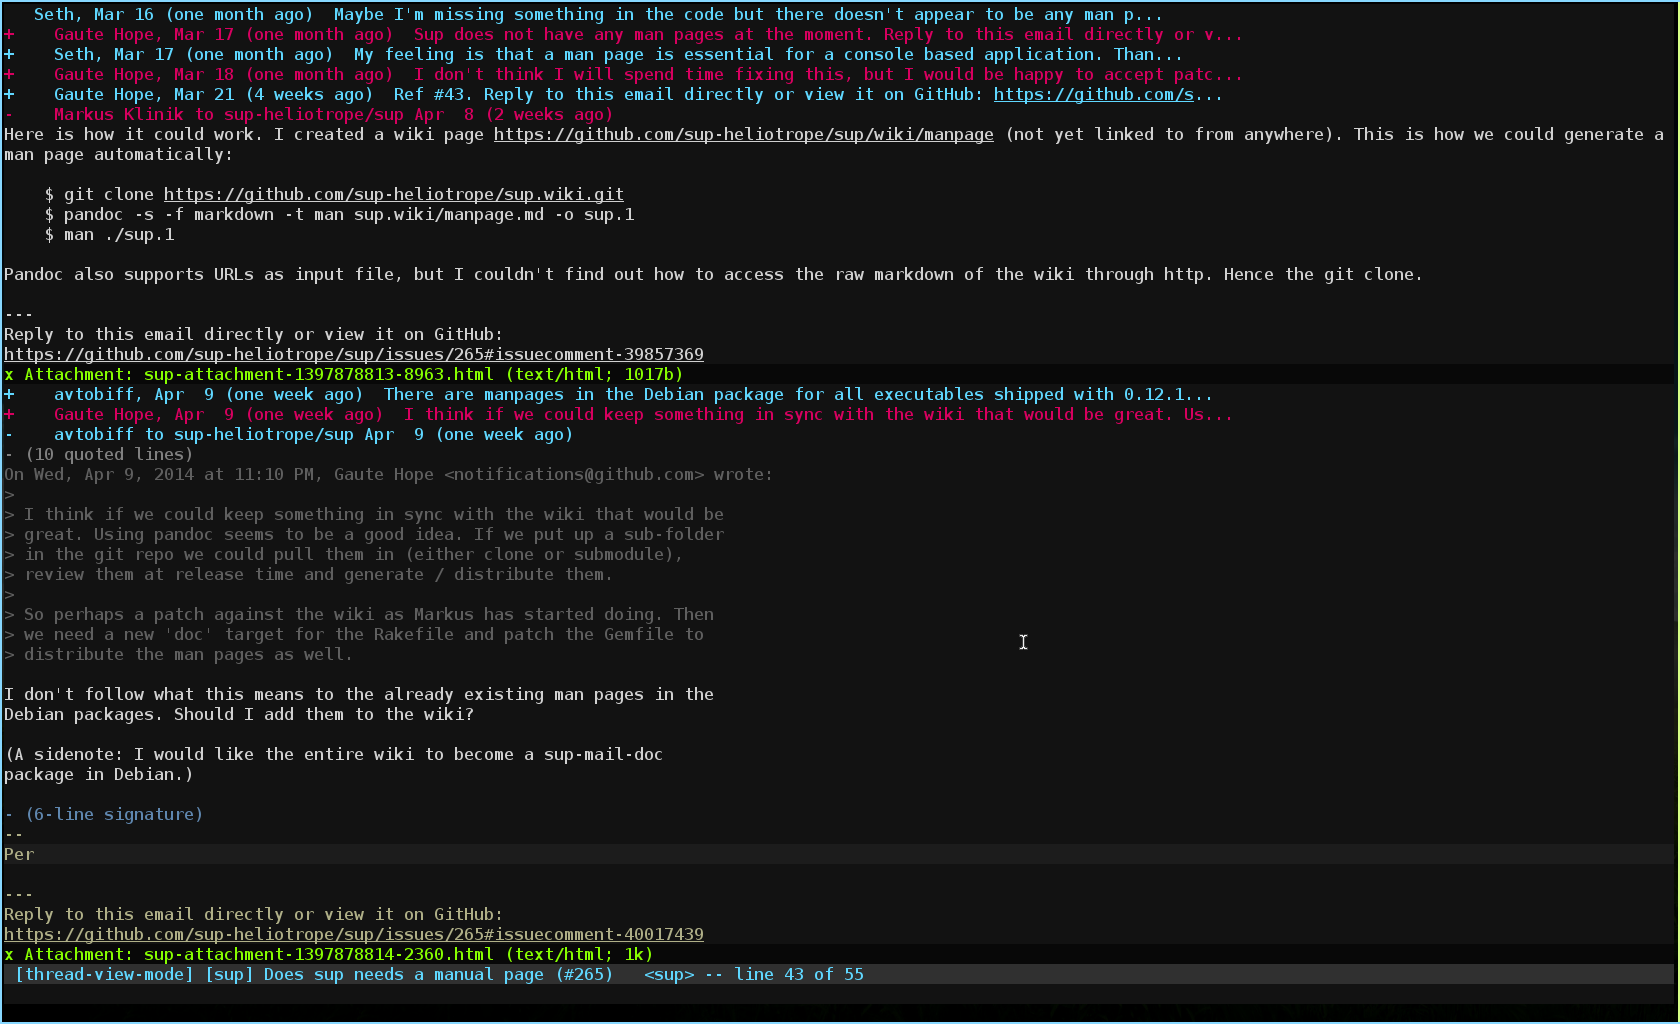 Seth, Mar 16 (one month ago)  Maybe I'm missing something in the code but there doesn't appear to be any man p...
+    Gaute Hope, Mar 17 (one month ago)  Sup does not have any man pages at the moment. Reply to this email directly or v...
+    Seth, Mar 17 (one month ago)  My feeling is that a man page is essential for a console based application. Than...
+    Gaute Hope, Mar 18 (one month ago)  I don't think I will spend time fixing this, but I would be happy to accept patc...
+    Gaute Hope, Mar 21 (4 weeks ago)  Ref #43. Reply to this email directly or view it on GitHub: https://github.com/s...
-    Markus Klinik to sup-heliotrope/sup Apr  8 (2 weeks ago)
Here is how it could work. I created a wiki page https://github.com/sup-heliotrope/sup/wiki/manpage (not yet linked to from anywhere). This is how we could generate a
man page automatically:
    $ git clone https://github.com/sup-heliotrope/sup.wiki.git
    $ pandoc -s -f markdown -t man sup.wiki/manpage.md -o sup.1
    $ man ./sup.1
Pandoc also supports URLs as input file, but I couldn't find out how to access the raw markdown of the wiki through http. Hence the git clone.
---
Reply to this email directly or view it on GitHub:
https://github.com/sup-heliotrope/sup/issues/265#issuecomment-39857369
x Attachment: sup-attachment-1397878813-8963.html (text/html; 1017b)
+    avtobiff, Apr  9 (one week ago)  There are manpages in the Debian package for all executables shipped with 0.12.1...
+    Gaute Hope, Apr  9 (one week ago)  I think if we could keep something in sync with the wiki that would be great. Us...
-    avtobiff to sup-heliotrope/sup Apr  9 (one week ago)
- (10 quoted lines)
On Wed, Apr 9, 2014 at 11:10 PM, Gaute Hope <notifications@github.com> wrote:
>
> I think if we could keep something in sync with the wiki that would be
> great. Using pandoc seems to be a good idea. If we put up a sub-folder
> in the git repo we could pull them in (either clone or submodule),
> review them at release time and generate / distribute them.
>
> So perhaps a patch against the wiki as Markus has started doing. Then
> we need a new 'doc' target for the Rakefile and patch the Gemfile to
> distribute the man pages as well.
I don't follow what this means to the already existing man pages in the
Debian packages. Should I add them to the wiki?
(A sidenote: I would like the entire wiki to become a sup-mail-doc
package in Debian.)
- (6-line signature)
--
Per
---
Reply to this email directly or view it on GitHub:
https://github.com/sup-heliotrope/sup/issues/265#issuecomment-40017439
x Attachment: sup-attachment-1397878814-2360.html (text/html; 1k)
[thread-view-mode] [sup] Does sup needs a manual page (#265)   <sup> -- line 43 of 55